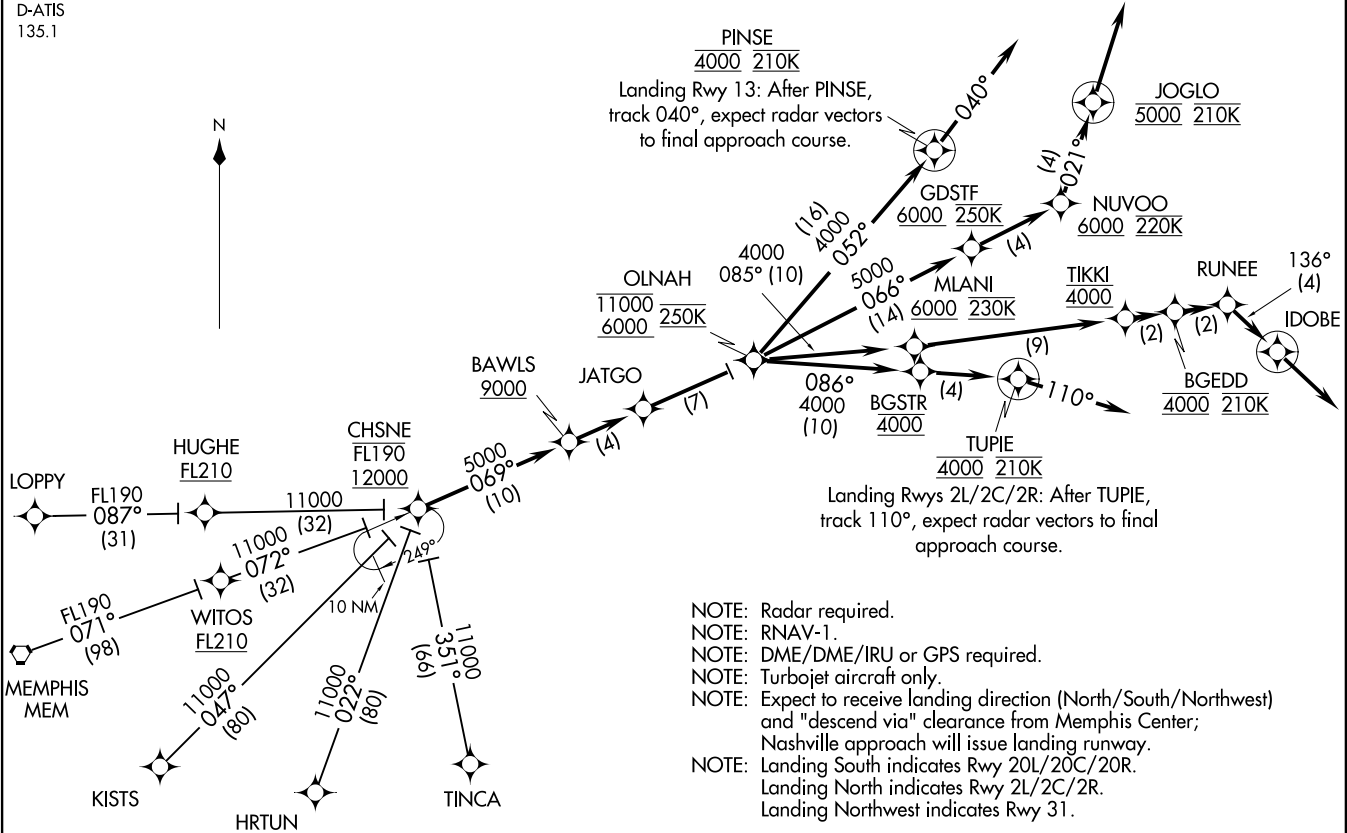 D-ATIS
135.1
N
PINSE
4000 210K
Landing Rwy 13: After PINSE,
track 040°, expect radar vectors
to final approach course.
040°
JOGLO
5000 210K
(4)
021°
GDSTF
6000 250K
NUVOO
6000 220K
(4)
(16)
4000
052°
4000
085° (10)
5000
066°
(14)
OLNAH
11000
6000
250K
MLANI
6000 230K
TIKKI
4000
RUNEE
136°
(4)
IDOBE
(9)
(2)
(2)
BGEDD
4000 210K
086°
4000
(10)
BGSTR
4000
(4)
110°
TUPIE
4000 210K
Landing Rwys 2L/2C/2R: After TUPIE,
track 110°, expect radar vectors to final
approach course.
BAWLS
9000
JATGO
(7)
(4)
CHSNE
FL190
12000
5000
069°
(10)
HUGHE
FL210
LOPPY
FL190
087°
(31)
11000
(32)
11000
072°
(32)
249°
10 NM
WITOS
FL210
FL190
071°
(98)
MEMPHIS
MEM
11000
047°
(80)
11000
022°
(80)
11000
351°
(66)
KISTS
HRTUN
TINCA
NOTE: Radar required.
NOTE: RNAV-1.
NOTE: DME/DME/IRU or GPS required.
NOTE: Turbojet aircraft only.
NOTE: Expect to receive landing direction (North/South/Northwest)
and "descend via" clearance from Memphis Center;
Nashville approach will issue landing runway.
NOTE: Landing South indicates Rwy 20L/20C/20R.
Landing North indicates Rwy 2L/2C/2R.
Landing Northwest indicates Rwy 31.